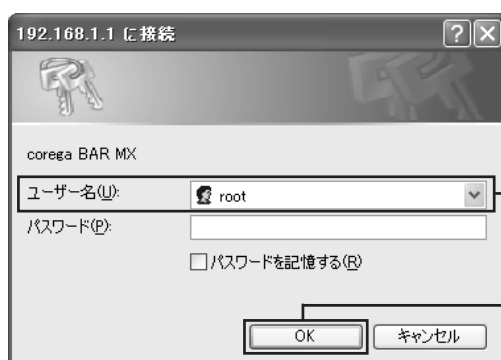 192.168.1.1 に接続
corega BAR MX
ユーザー名(U):
root
パスワード(P):
パスワードを記憶する(R)
OK
キャンセル